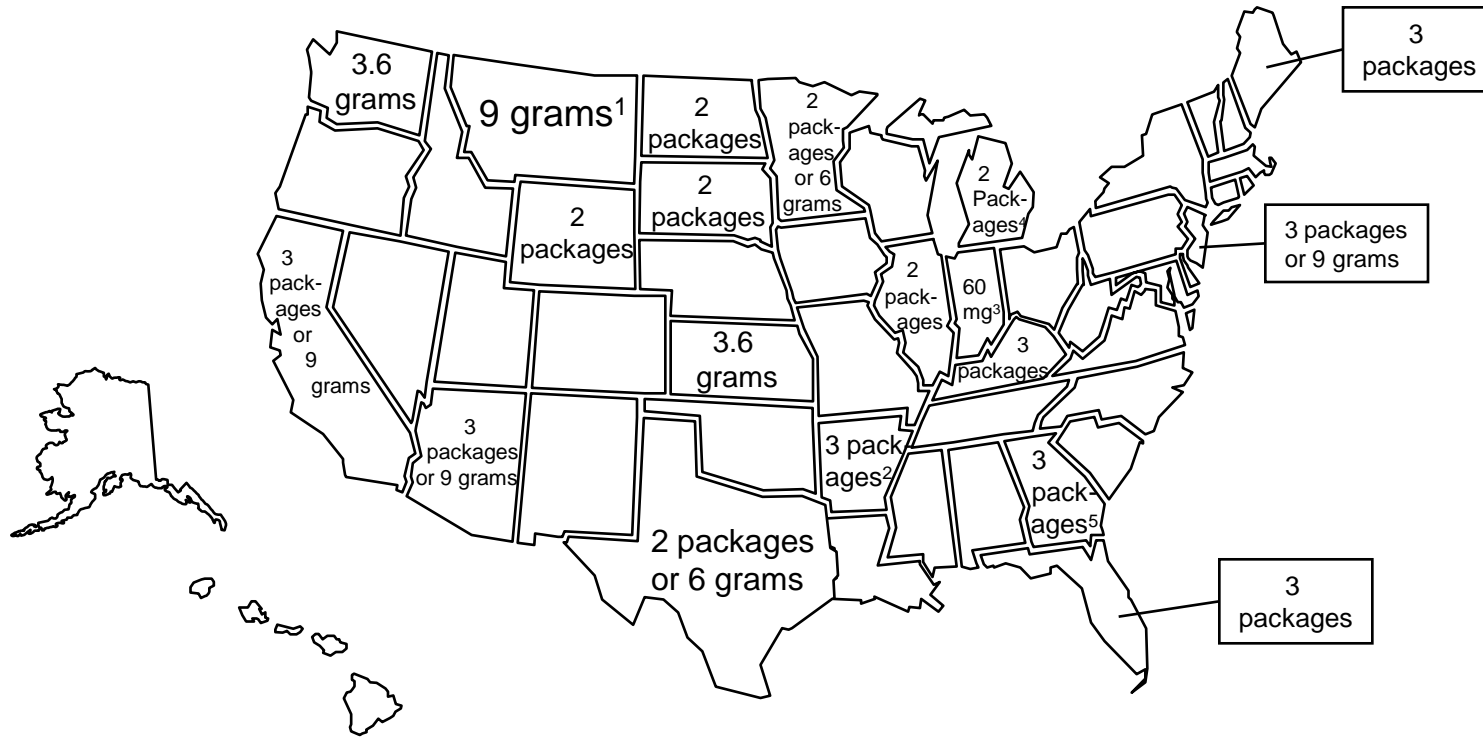 3
packages
3.6
grams
9 grams¹
2
packages
2
pack-
ages
or 6
grams
2
packages
2
Pack-
ages⁴
2
packages
3 packages
or 9 grams
3
pack-
ages
or
9
grams
2
pack-
ages
60
mg³
3.6
grams
3
packages
3
packages
or 9 grams
3 pack-
ages²
3
pack-
ages⁵
2 packages
or 6 grams
3
packages